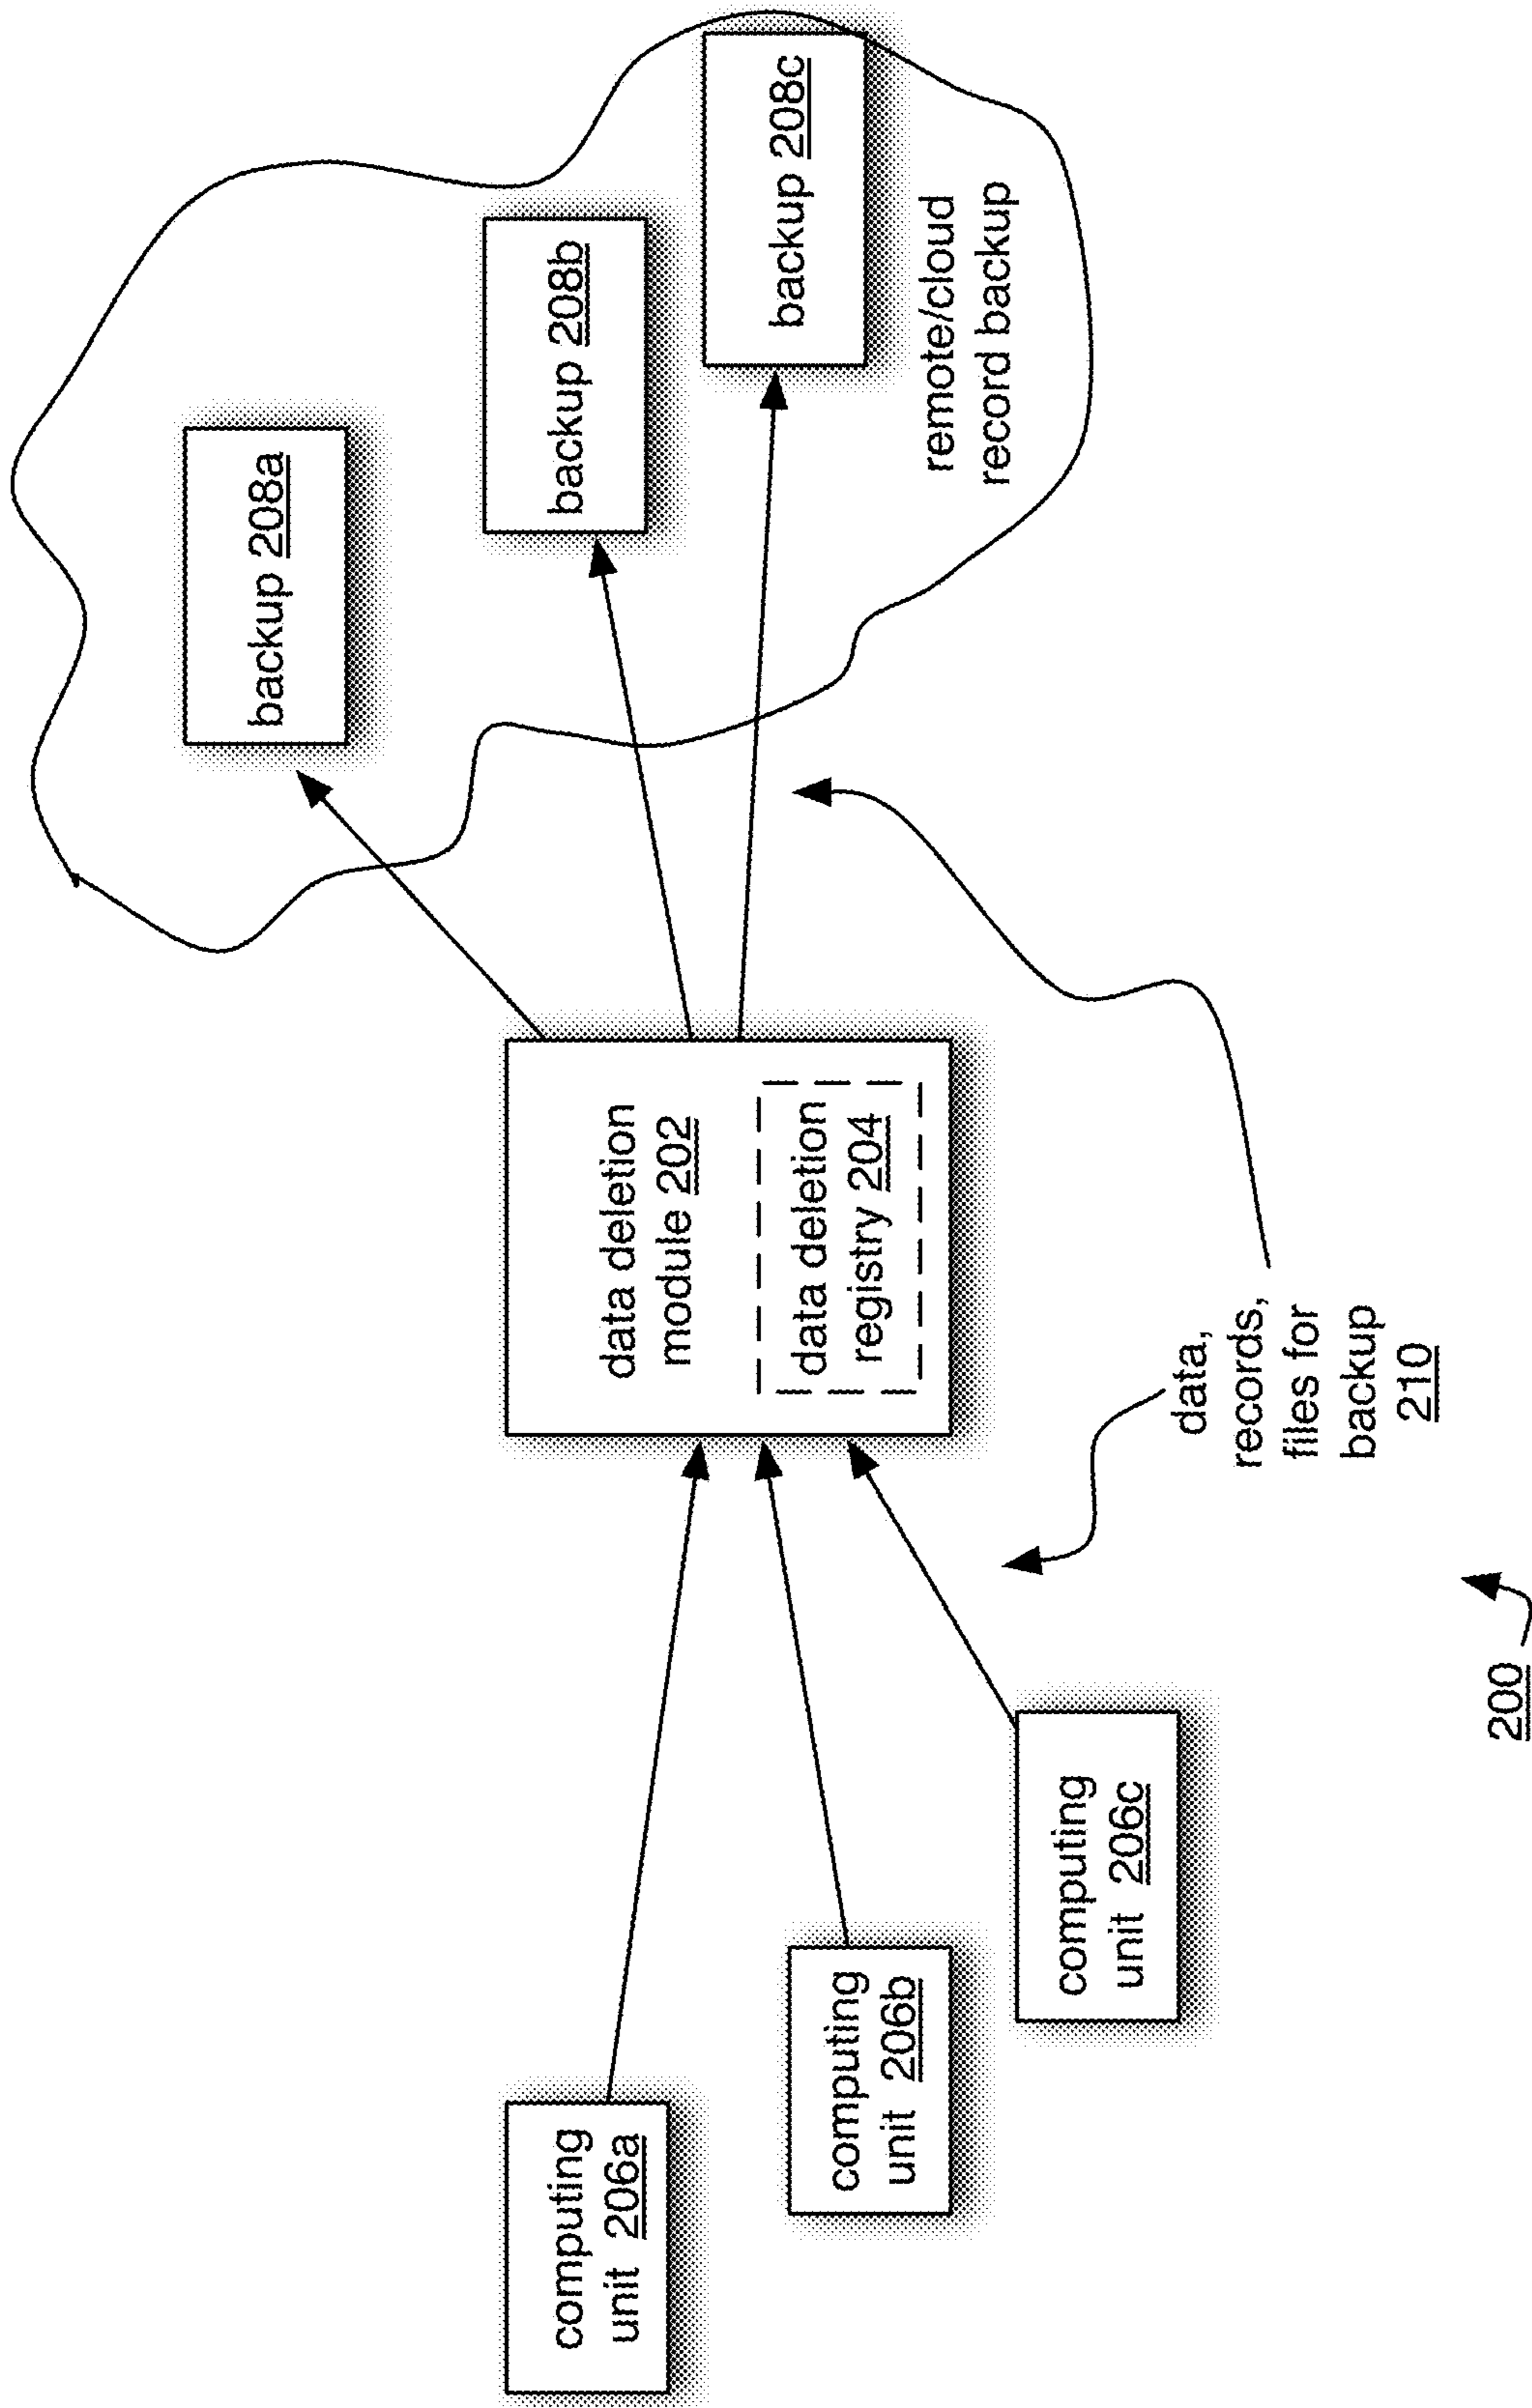 computing
unit 206a
computing
unit 206b
computing
unit 206c
data deletion
module 202
data deletion
registry 204
data,
records,
files for
backup
210
backup 208a
backup 208b
backup 208c
remote/cloud
record backup
200